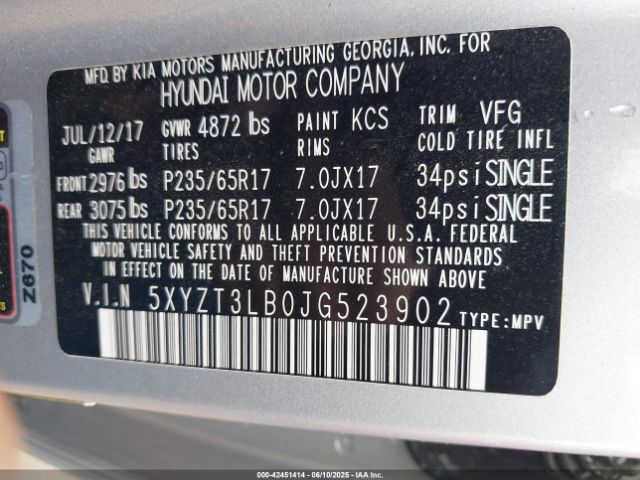 MFD. BY KIA MOTORS MANUFACTURING GEORGIA, INC. FOR
HYUNDAI MOTOR COMPANY
JUL/12/17 GVWR 4872 lbs PAINT KCS TRIM VFG
GAWR TIRES RIMS COLD TIRE INFL
FRONT 2976 lbs P235/65R17 7.0JX17 34psi SINGLE
REAR 3075 lbs P235/65R17 7.0JX17 34psi SINGLE
THIS VEHICLE CONFORMS TO ALL APPLICABLE U.S.A. FEDERAL
MOTOR VEHICLE SAFETY AND THEFT PREVENTION STANDARDS
IN EFFECT ON THE DATE OF MANUFACTURE SHOWN ABOVE
V.I.N 5XYZT3LB0JG523902 TYPE:MPV
Z670
000-42451414 - 06/10/2025 - IAAI.COM